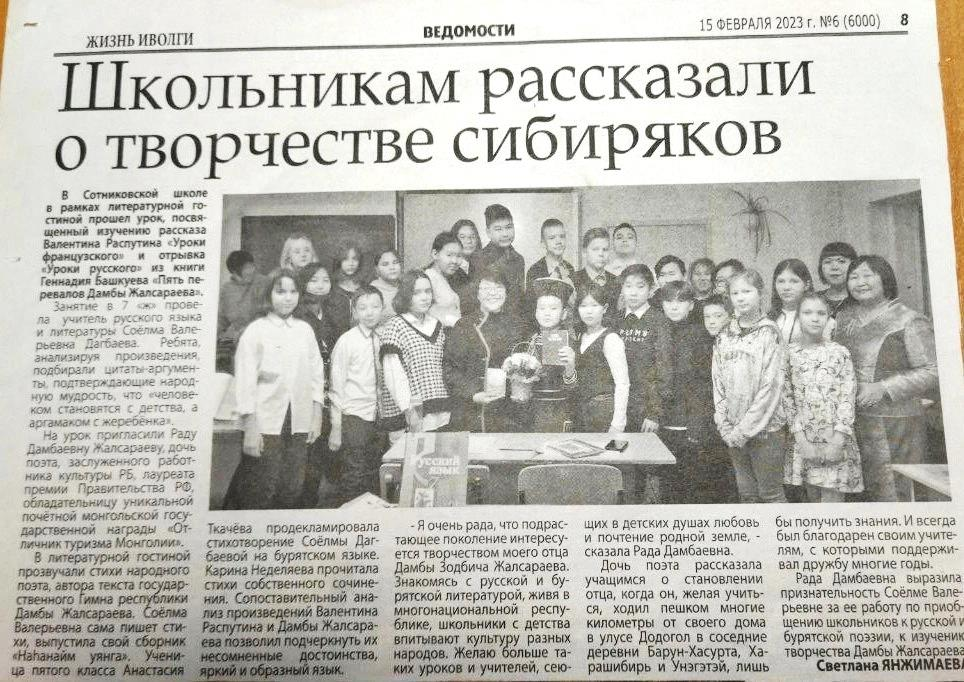 ЖИЗНЬ ИВОЛГИ
ВЕДОМОСТИ
15 ФЕВРАЛЯ 2023 г. №6 (6000)
8
Школьникам рассказали
о творчестве сибиряков
В Сотниковской школе
в рамках литературной гос-
тиной прошел урок, посвя-
щенный изучению рассказа
Валентина Распутина «Уроки
французского» и отрывка
«Уроки русского» из книги
Геннадия Башкуева «Пять пе-
ревалов Дамбы Жалсараева».
Занятие в 7 «ж» прове-
ла учитель русского языка
и литературы Соёлма Вале-
рьевна Дагбаева. Ребята,
анализируя произведения,
подбирали цитаты-аргумен-
ты, подтверждающие народ-
ную мудрость, что «челове-
ком становятся с детства, а
аргамаком с жеребёнка».
На урок пригласили Раду
Дамбаевну Жалсараеву, дочь
поэта, заслуженного работ-
ника культуры РБ, лауреата
премии Правительства РФ,
обладательницу уникальной
почётной монгольской госу-
дарственной награды «От-
личник туризма Монголии».
В литературной гостиной
прозвучали стихи народного
поэта, автора текста государс-
твенного Гимна республики
Дамбы Жалсараева. Соёлма
Валерьевна сама пишет сти-
хи, выпустила свой сборник
«Наһанайм уянга». Учени-
ца пятого класса Анастасия
Русский
язык
Ткачёва продекламировала
стихотворение Соёлмы Даг-
баевой на бурятском языке.
Карина Неделяева прочитала
стихи собственного сочине-
ния. Сопоставительный ана-
лиз произведений Валентина
Распутина и Дамбы Жалсара-
ева позволил подчеркнуть их
несомненные достоинства,
яркий и образный язык.
- Я очень рада, что подрас-
тающее поколение интересу-
ется творчеством моего отца
Дамбы Зодбича Жалсараева.
Знакомясь с русской и бу-
рятской литературой, живя в
многонациональной респу-
блике, школьники с детства
впитывают культуру разных
народов. Желаю больше та-
ких уроков и учителей, сею-
щих в детских душах любовь
и почтение родной земле, -
сказала Рада Дамбаевна.
Дочь поэта рассказала
учащимся о становлении
отца, когда он, желая учить-
ся, ходил пешком многие
километры от своего дома
в улусе Додогол в соседние
деревни Барун-Хасурта, Ха-
рашибирь и Унэгэтэй, лишь
бы получить знания. И всегда
был благодарен своим учите-
лям, с которыми поддержи-
вал дружбу многие годы.
Рада Дамбаевна выразила
признательность Соёлме Вале-
рьевне за ее работу по приоб-
щению школьников к русской и
бурятской поэзии, к изучению
творчества Дамбы Жалсараева.
Светлана ЯНЖИМАЕВА